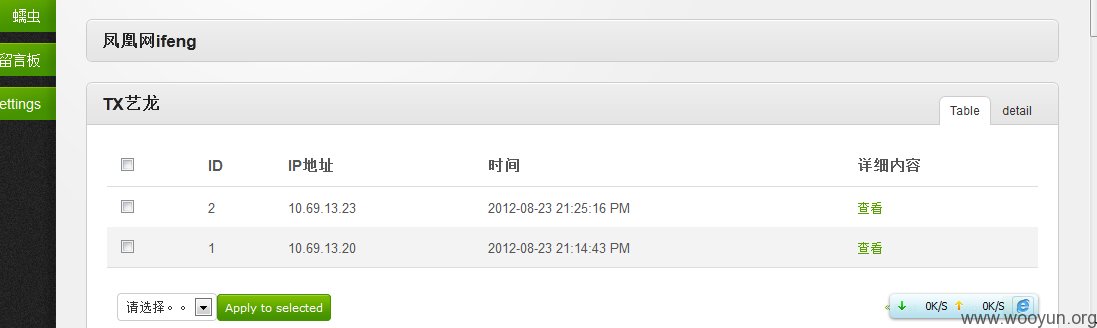 蠕虫
留言板
ettings
凤凰网ifeng
TX艺龙
Table detail
ID IP地址 时间 详细内容
2 10.69.13.23 2012-08-23 21:25:16 PM 查看
1 10.69.13.20 2012-08-23 21:14:43 PM 查看
请选择。。 Apply to selected
0K/S 0K/S
www.wooyun.org